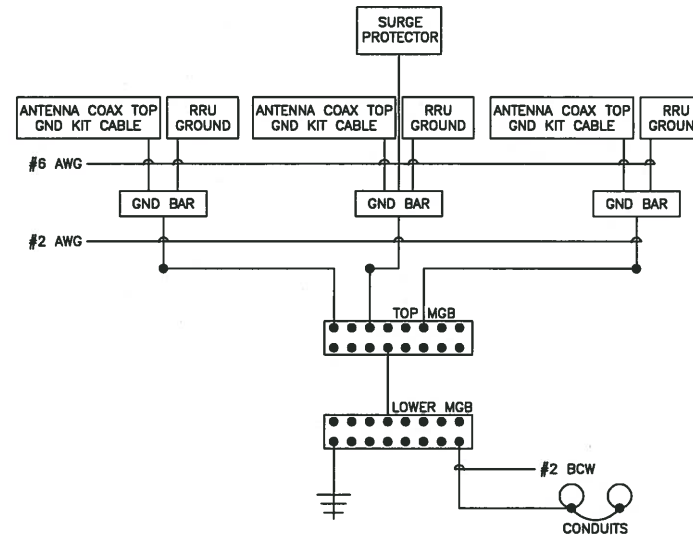 SURGE
PROTECTOR
ANTENNA COAX TOP
GND KIT CABLE
RRU
GROUND
ANTENNA COAX TOP
GND KIT CABLE
RRU
GROUND
ANTENNA COAX TOP
GND KIT CABLE
RRU
GROUN
#6 AWG
GND BAR
GND BAR
GND BAR
#2 AWG
TOP MGB
LOWER MGB
#2 BCW
CONDUITS